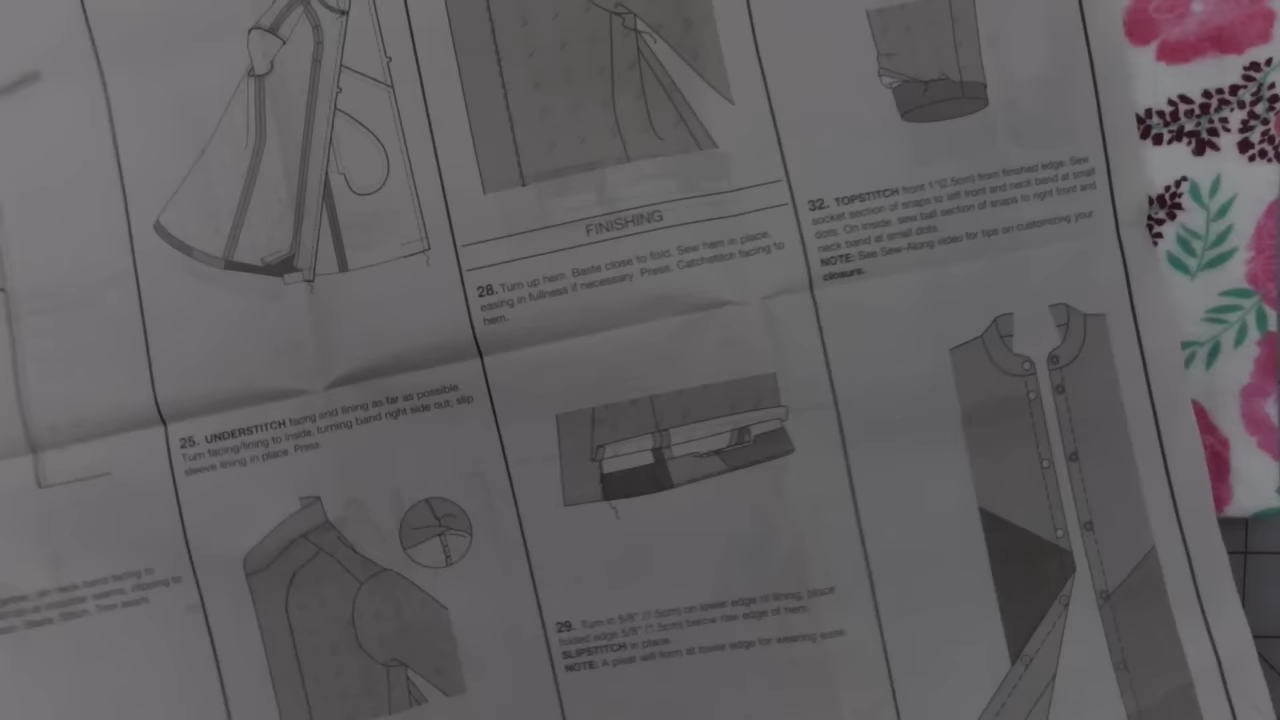 25. UNDERSTITCH facing and lining as far as possible.
Turn facing/lining to inside, turning band right side out; slip
sleeve lining in place. Press.
FINISHING
28. Turn up hem. Baste close to fold. Sew hem in place,
easing in fullness if necessary. Press. Catchstitch facing to
hem.
29. Turn in 5/8" (1.5cm) on lower edge of lining; place
folded edge 5/8" (1.5cm) below raw edge of hem.
SLIPSTITCH in place.
NOTE: A pleat will form at lower edge for wearing ease.
32. TOPSTITCH front 1"(2.5cm) from finished edge. Sew
socket section of snaps to left front and neck band at small
dots. On inside, sew ball section of snaps to right front and
neck band at small dots.
NOTE: See Sew-Along video for tips on customizing your
closure.